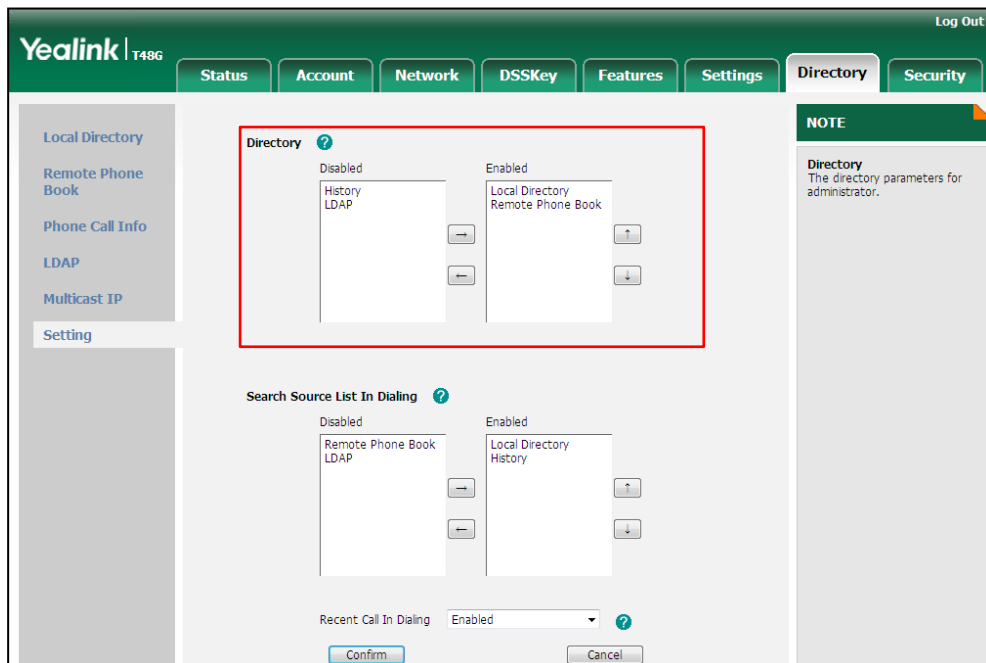 Log Out
Yealink T48G
Status Account Network DSSKey Features Settings Directory Security
Local Directory
Remote Phone
Book
Phone Call Info
LDAP
Multicast IP
Setting
Directory ?
Disabled Enabled
History
LDAP
Local Directory
Remote Phone Book
→ ↑
← ↓
Search Source List In Dialing ?
Disabled Enabled
Remote Phone Book
LDAP
Local Directory
History
→ ↑
← ↓
Recent Call In Dialing Enabled ?
Confirm Cancel
NOTE
Directory
The directory parameters for
administrator.